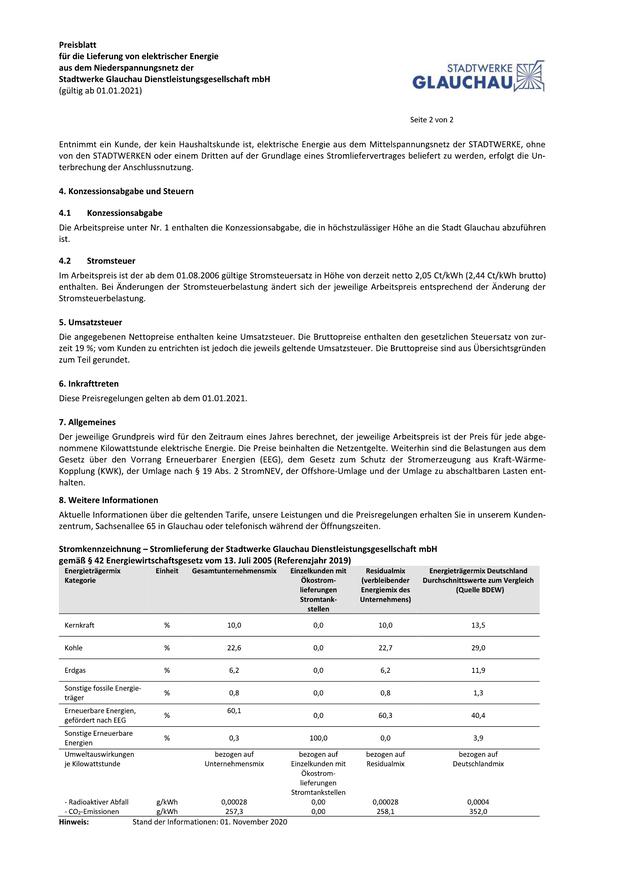 Preisblatt
für die Lieferung von elektrischer Energie
aus dem Niederspannungsnetz der
Stadtwerke Glauchau Dienstleistungsgesellschaft mbH
(gültig ab 01.01.2021)
STADTWERKE
GLAUCHAU
Seite 2 von 2
Entnimmt ein Kunde, der kein Haushaltskunde ist, elektrische Energie aus dem Mittelspannungsnetz der STADTWERKE, ohne
von den STADTWERKEN oder einem Dritten auf der Grundlage eines Stromliefervertrages beliefert zu werden, erfolgt die Un-
terbrechung der Anschlussnutzung.
4. Konzessionsabgabe und Steuern
4.1 Konzessionsabgabe
Die Arbeitspreise unter Nr. 1 enthalten die Konzessionsabgabe, die in höchstzulässiger Höhe an die Stadt Glauchau abzuführen
ist.
4.2 Stromsteuer
Im Arbeitspreis ist der ab dem 01.08.2006 gültige Stromsteuersatz in Höhe von derzeit netto 2,05 Ct/kWh (2,44 Ct/kWh brutto)
enthalten. Bei Änderungen der Stromsteuerbelastung ändert sich der jeweilige Arbeitspreis entsprechend der Änderung der
Stromsteuerbelastung.
5. Umsatzsteuer
Die angegebenen Nettopreise enthalten keine Umsatzsteuer. Die Bruttopreise enthalten den gesetzlichen Steuersatz von zur-
zeit 19 %; vom Kunden zu entrichten ist jedoch die jeweils geltende Umsatzsteuer. Die Bruttopreise sind aus Übersichtsgründen
zum Teil gerundet.
6. Inkrafttreten
Diese Preisregelungen gelten ab dem 01.01.2021.
7. Allgemeines
Der jeweilige Grundpreis wird für den Zeitraum eines Jahres berechnet, der jeweilige Arbeitspreis ist der Preis für jede abge-
nommene Kilowattstunde elektrische Energie. Die Preise beinhalten die Netzentgelte. Weiterhin sind die Belastungen aus dem
Gesetz über den Vorrang Erneuerbarer Energien (EEG), dem Gesetz zum Schutz der Stromerzeugung aus Kraft-Wärme-
Kopplung (KWK), der Umlage nach § 19 Abs. 2 StromNEV, der Offshore-Umlage und der Umlage zu abschaltbaren Lasten ent-
halten.
8. Weitere Informationen
Aktuelle Informationen über die geltenden Tarife, unsere Leistungen und die Preisregelungen erhalten Sie in unserem Kunden-
zentrum, Sachsenallee 65 in Glauchau oder telefonisch während der Öffnungszeiten.
Stromkennzeichnung – Stromlieferung der Stadtwerke Glauchau Dienstleistungsgesellschaft mbH
gemäß § 42 Energiewirtschaftsgesetz vom 13. Juli 2005 (Referenzjahr 2019)
Energieträgermix Einheit Gesamtunternehmensmix Einzelkunden mit Residualmix Energieträgermix Deutschland
Kategorie Ökostrom- (verbleibender Durchschnittswerte zum Vergleich
lieferungen Energiemix des (Quelle BDEW)
Stromtank- Unternehmens)
stellen
Kernkraft % 10,0 0,0 10,0 13,5
Kohle % 22,6 0,0 22,7 29,0
Erdgas % 6,2 0,0 6,2 11,9
Sonstige fossile Energie-
träger % 0,8 0,0 0,8 1,3
Erneuerbare Energien,
gefördert nach EEG % 60,1 0,0 60,3 40,4
Sonstige Erneuerbare
Energien % 0,3 100,0 0,0 3,9
Umweltauswirkungen bezogen auf bezogen auf bezogen auf bezogen auf
je Kilowattstunde Unternehmensmix Einzelkunden mit Residualmix Deutschlandmix
Ökostrom-
lieferungen
Stromtankstellen
- Radioaktiver Abfall g/kWh 0,00028 0,00 0,00028 0,0004
- CO₂-Emissionen g/kWh 257,3 0,00 258,1 352,0
Hinweis: Stand der Informationen: 01. November 2020